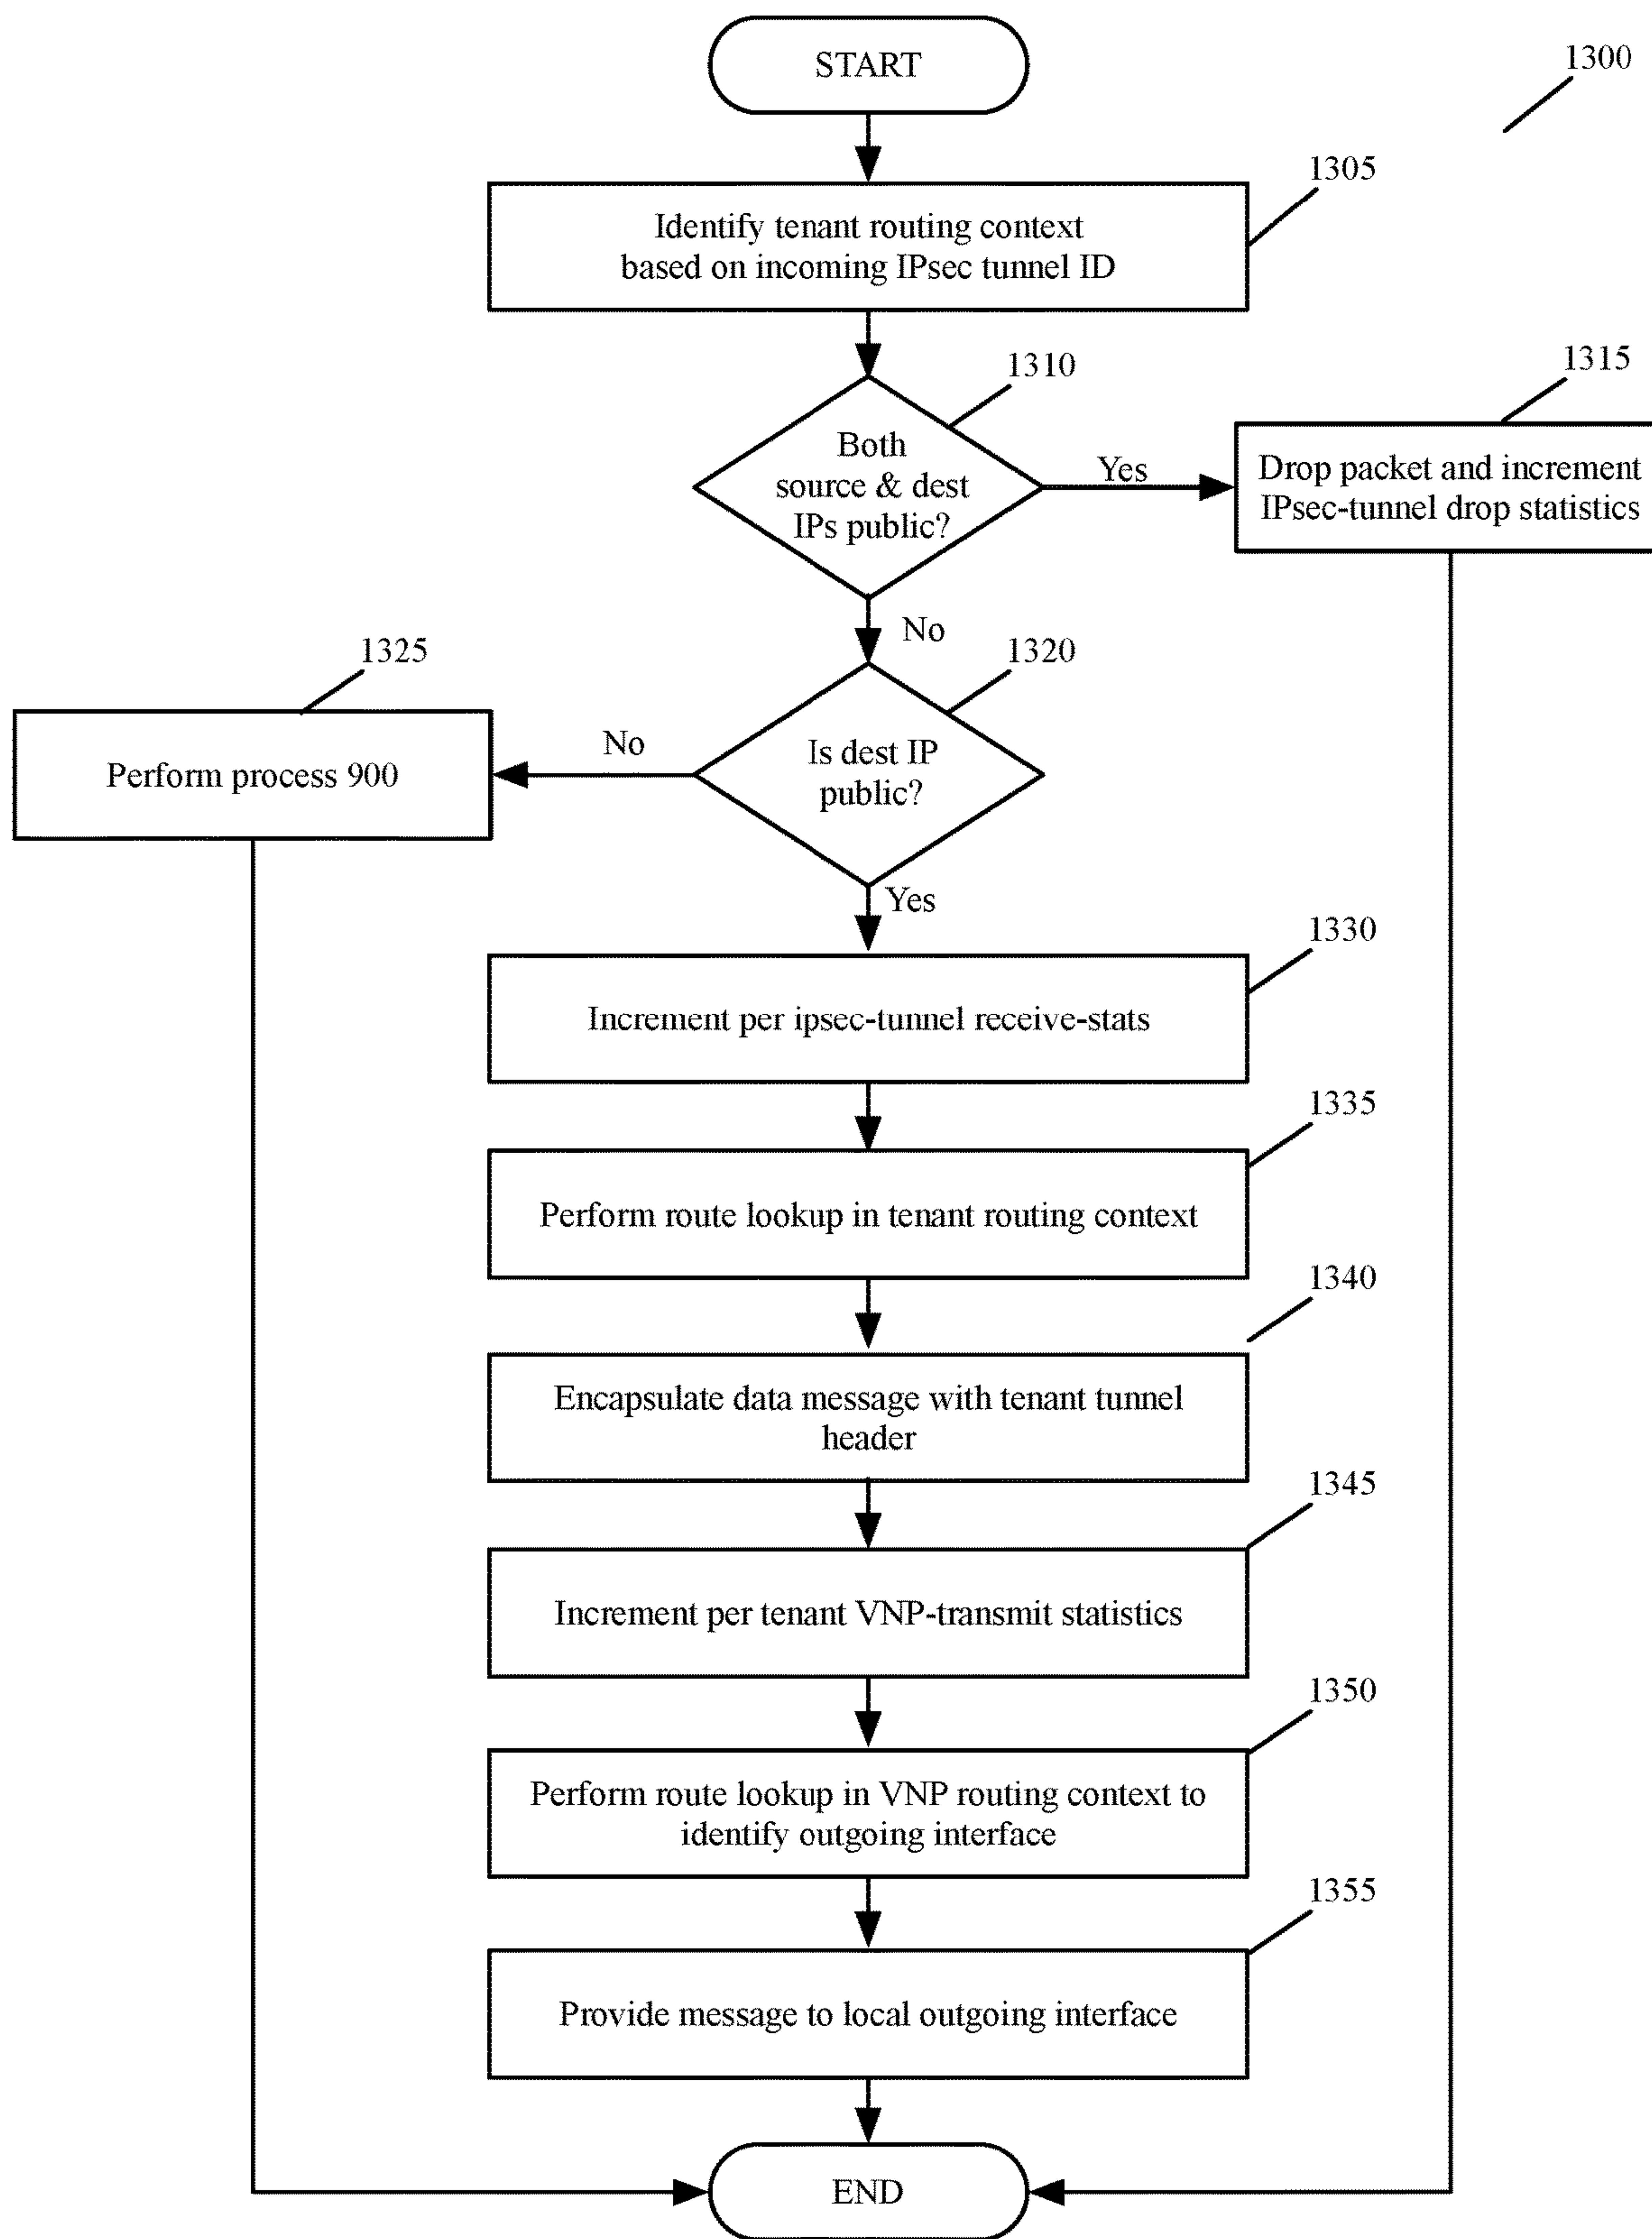 START
1300
1305
Identify tenant routing context
based on incoming IPsec tunnel ID
1310
1315
Both
source & dest
IPs public?
Yes
Drop packet and increment
IPsec-tunnel drop statistics
No
1325
1320
No
Perform process 900
Is dest IP
public?
Yes
1330
Increment per ipsec-tunnel receive-stats
1335
Perform route lookup in tenant routing context
1340
Encapsulate data message with tenant tunnel
header
1345
Increment per tenant VNP-transmit statistics
1350
Perform route lookup in VNP routing context to
identify outgoing interface
1355
Provide message to local outgoing interface
END